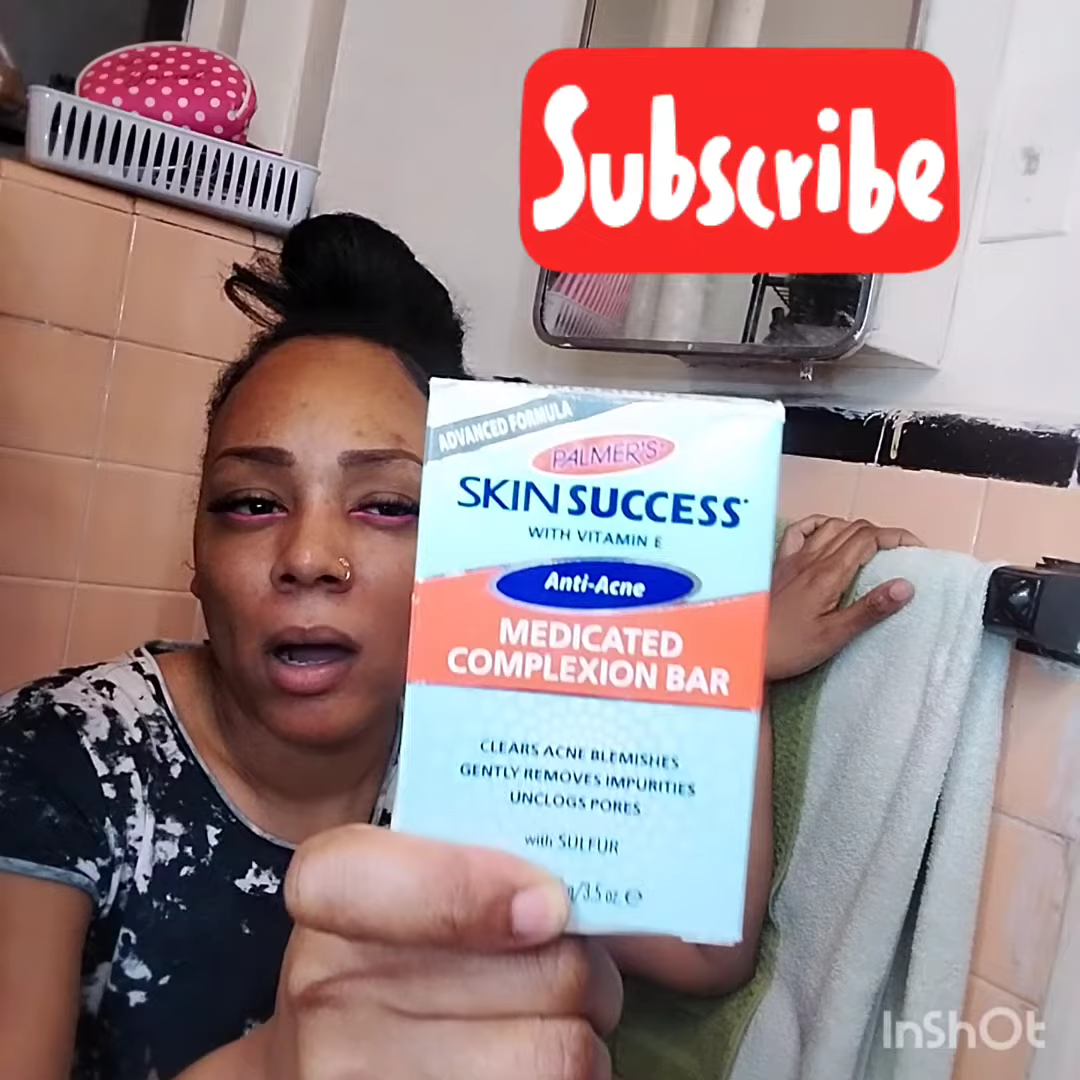 Subscribe
ADVANCED FORMULA
PALMER'S
SKIN SUCCESS
WITH VITAMIN E
Anti-Acne
MEDICATED
COMPLEXION BAR
CLEARS ACNE BLEMISHES
GENTLY REMOVES IMPURITIES
UNCLOGS PORES
with SULFUR
/3.5 oz. ℮
InShOt